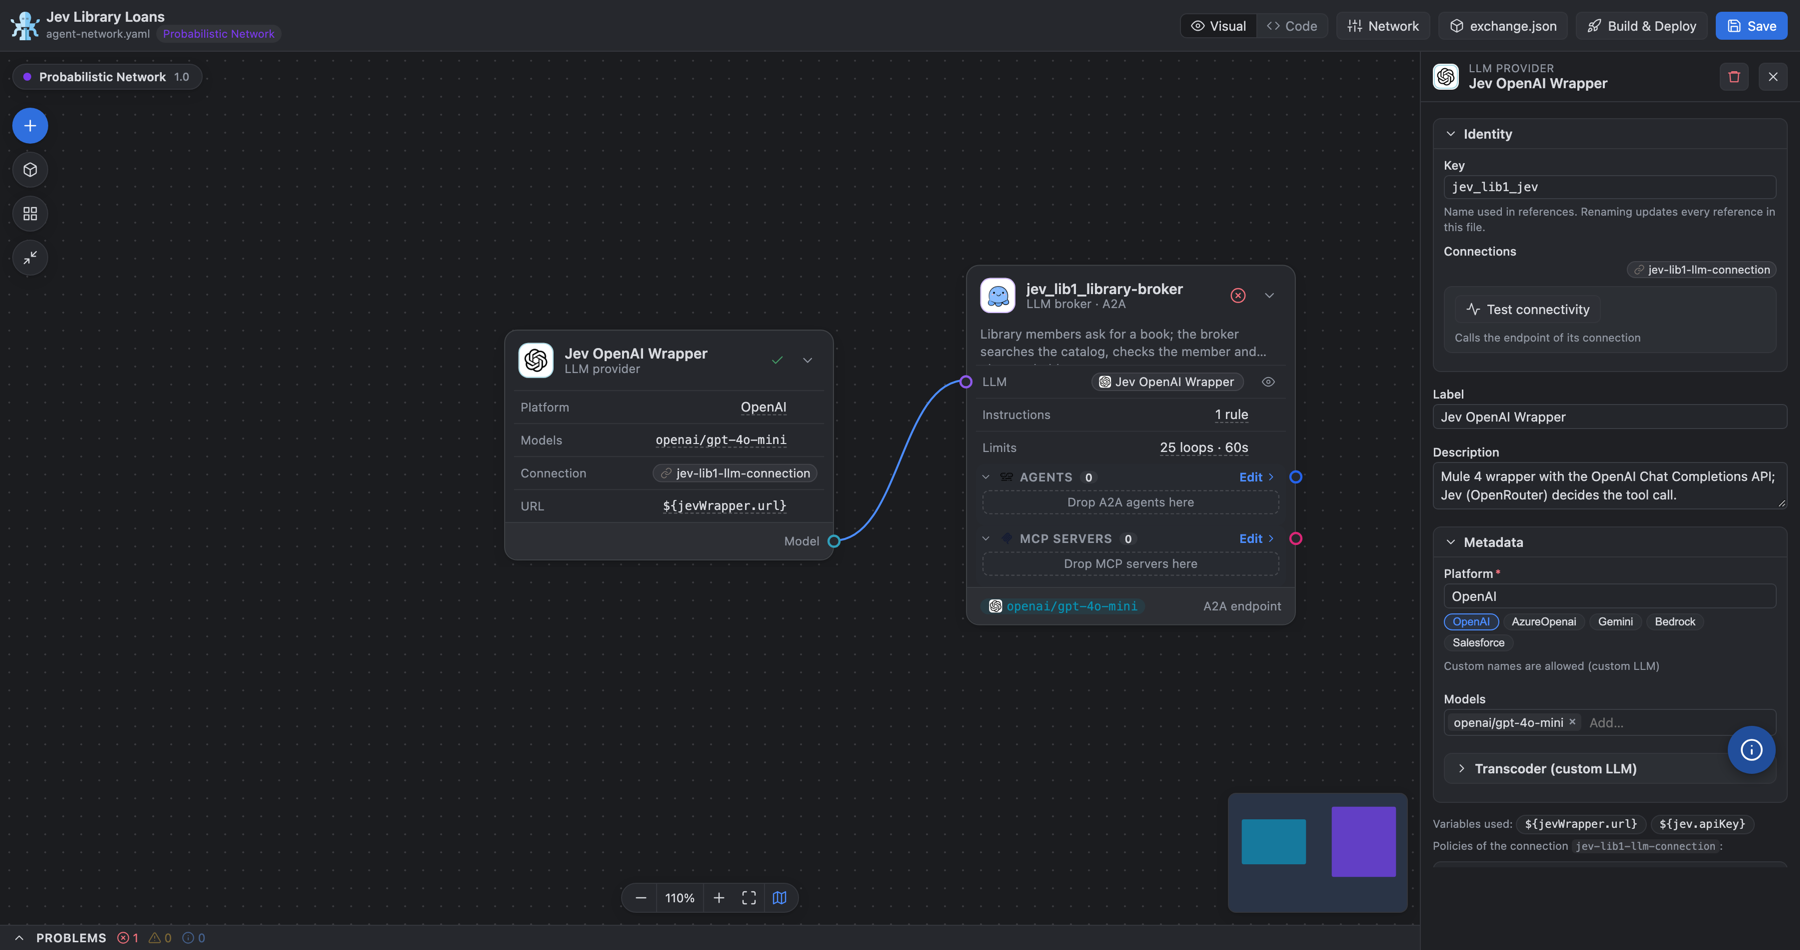 Jev Library Loans
agent-network.yaml Probabilistic Network
Visual
Code
Network
exchange.json
Build & Deploy
Save
Probabilistic Network 1.0
Jev OpenAI Wrapper
LLM provider
Platform OpenAI
Models openai/gpt-4o-mini
Connection jev-lib1-llm-connection
URL ${jevWrapper.url}
Model
jev_lib1_library-broker
LLM broker · A2A
Library members ask for a book; the broker
searches the catalog, checks the member and...
LLM Jev OpenAI Wrapper
Instructions 1 rule
Limits 25 loops · 60s
AGENTS 0 Edit
Drop A2A agents here
MCP SERVERS 0 Edit
Drop MCP servers here
openai/gpt-4o-mini A2A endpoint
110%
PROBLEMS 1 0 0
LLM PROVIDER
Jev OpenAI Wrapper
Identity
Key
jev_lib1_jev
Name used in references. Renaming updates every reference in
this file.
Connections
jev-lib1-llm-connection
Test connectivity
Calls the endpoint of its connection
Label
Jev OpenAI Wrapper
Description
Mule 4 wrapper with the OpenAI Chat Completions API;
Jev (OpenRouter) decides the tool call.
Metadata
Platform*
OpenAI
OpenAI AzureOpenai Gemini Bedrock
Salesforce
Custom names are allowed (custom LLM)
Models
openai/gpt-4o-mini × Add...
Transcoder (custom LLM)
Variables used: ${jevWrapper.url} ${jev.apiKey}
Policies of the connection jev-lib1-llm-connection: